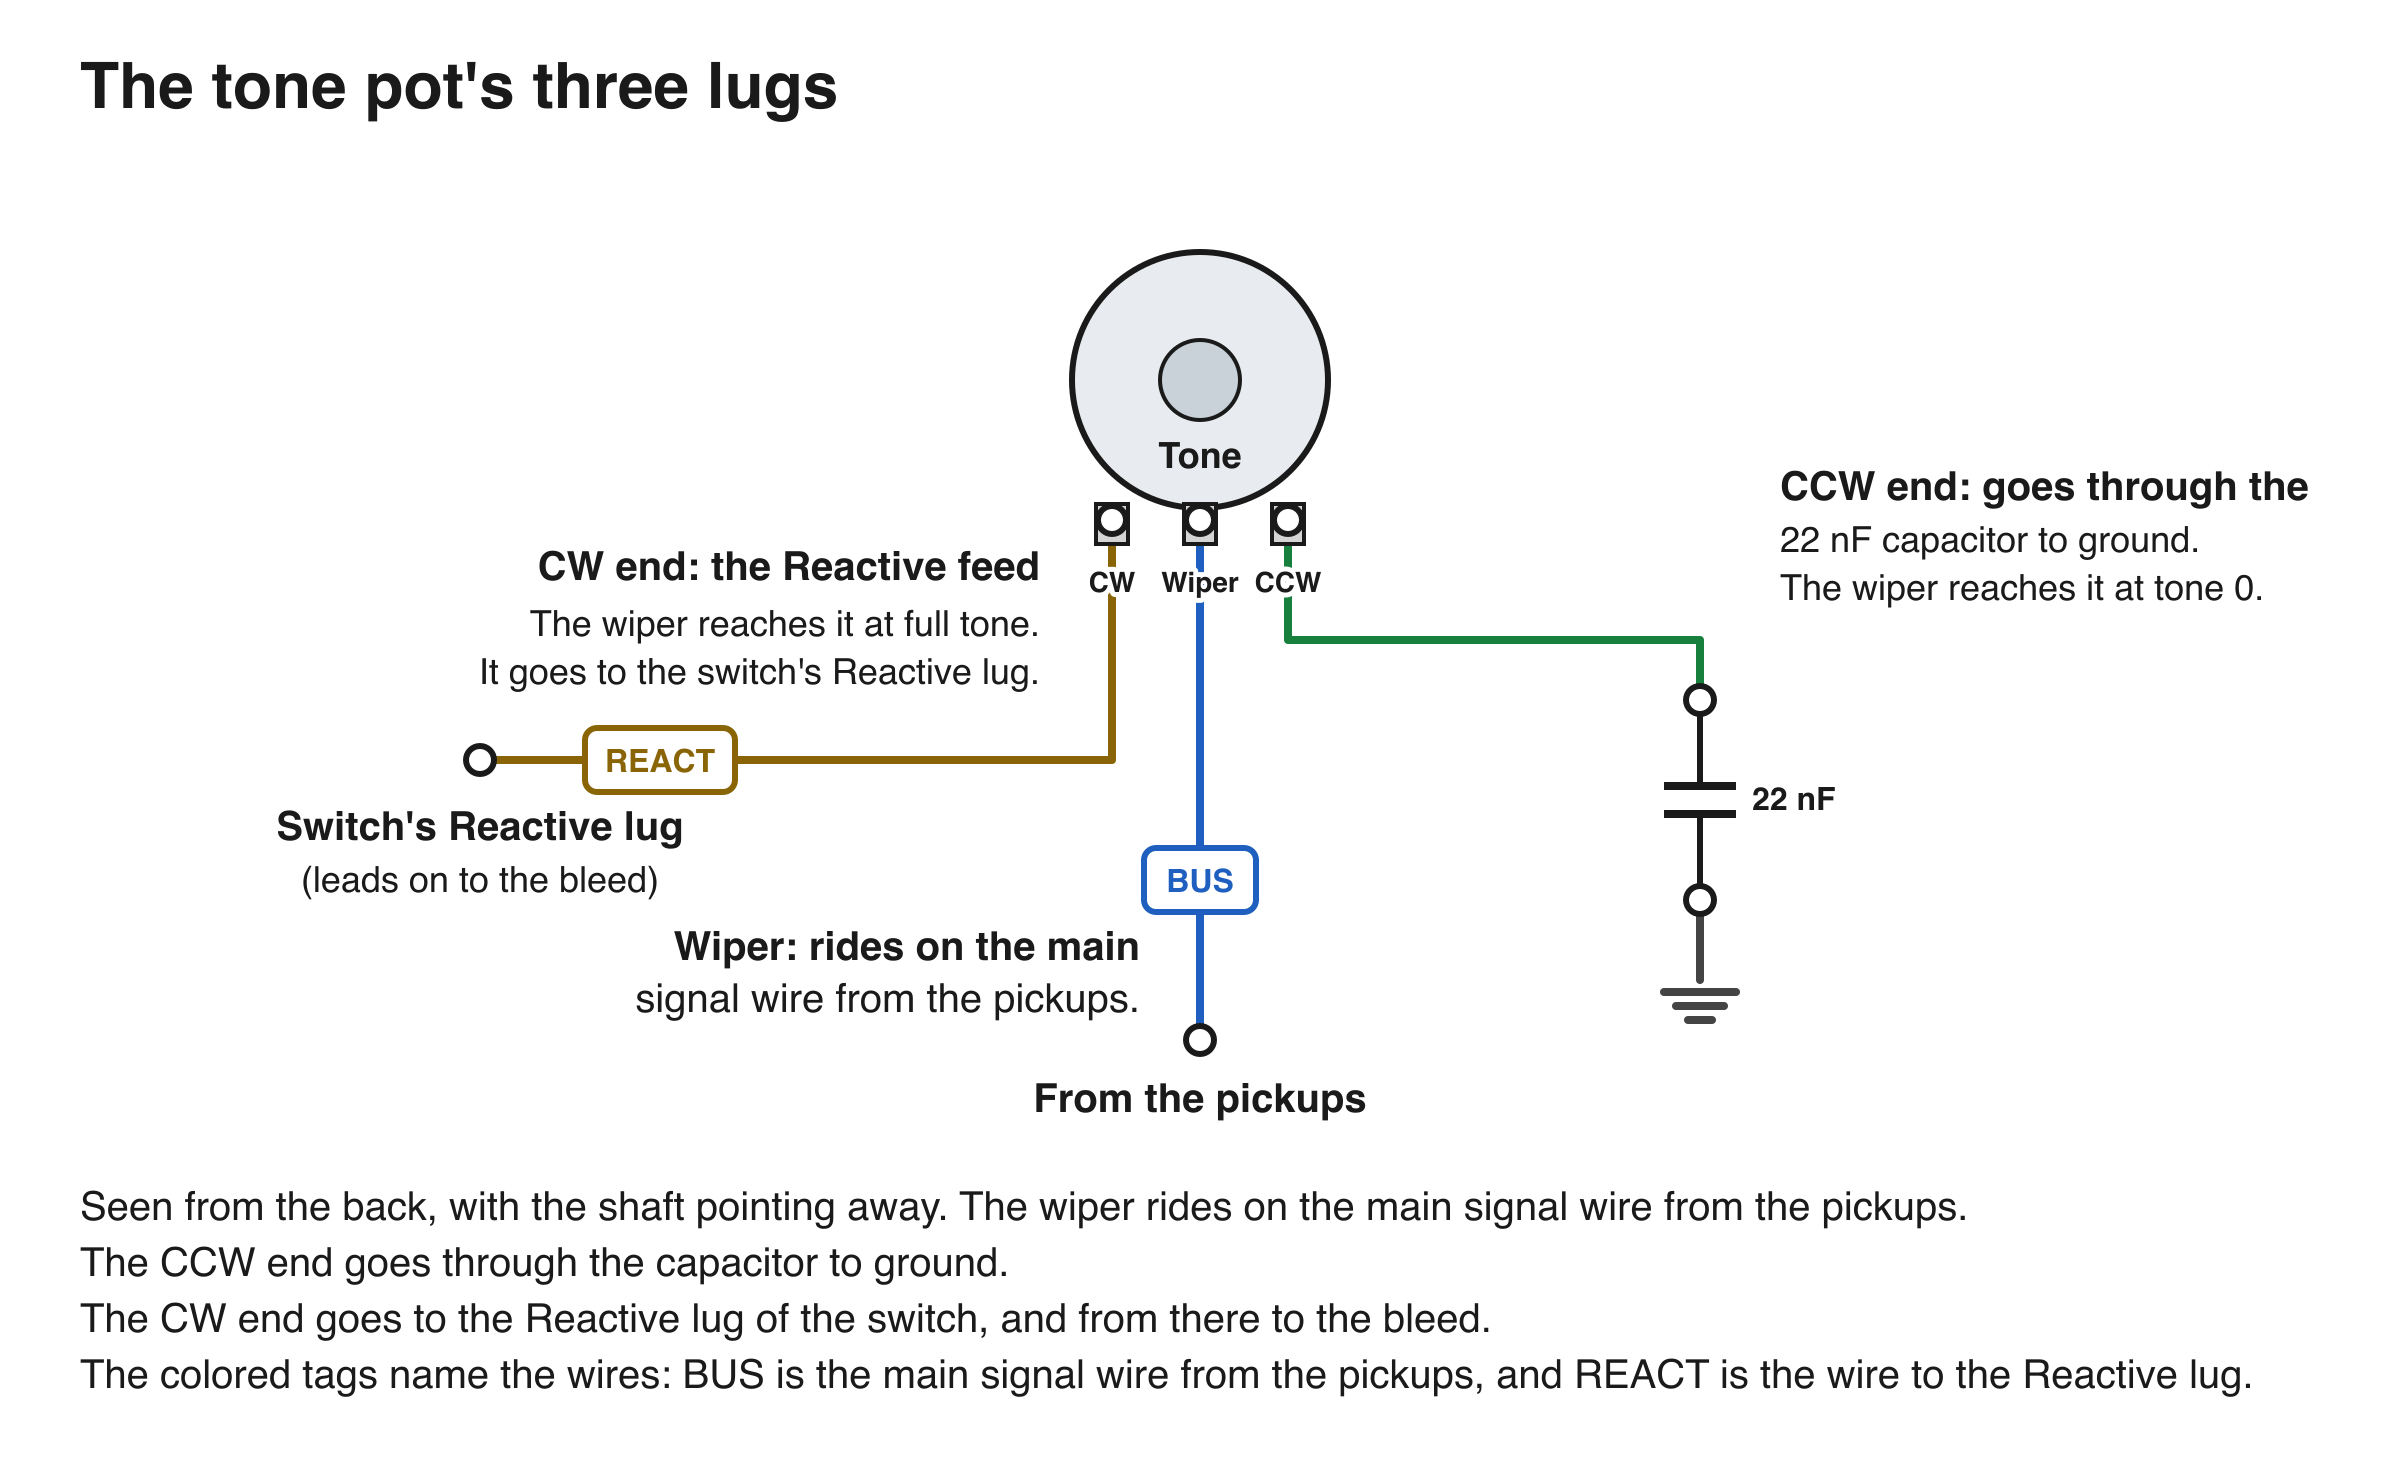 The tone pot's three lugs
Tone
CW Wiper CCW
CW end: the Reactive feed
The wiper reaches it at full tone.
It goes to the switch's Reactive lug.
CCW end: goes through the
22 nF capacitor to ground.
The wiper reaches it at tone 0.
REACT
Switch's Reactive lug
(leads on to the bleed)
22 nF
BUS
Wiper: rides on the main
signal wire from the pickups.
From the pickups
Seen from the back, with the shaft pointing away. The wiper rides on the main signal wire from the pickups.
The CCW end goes through the capacitor to ground.
The CW end goes to the Reactive lug of the switch, and from there to the bleed.
The colored tags name the wires: BUS is the main signal wire from the pickups, and REACT is the wire to the Reactive lug.